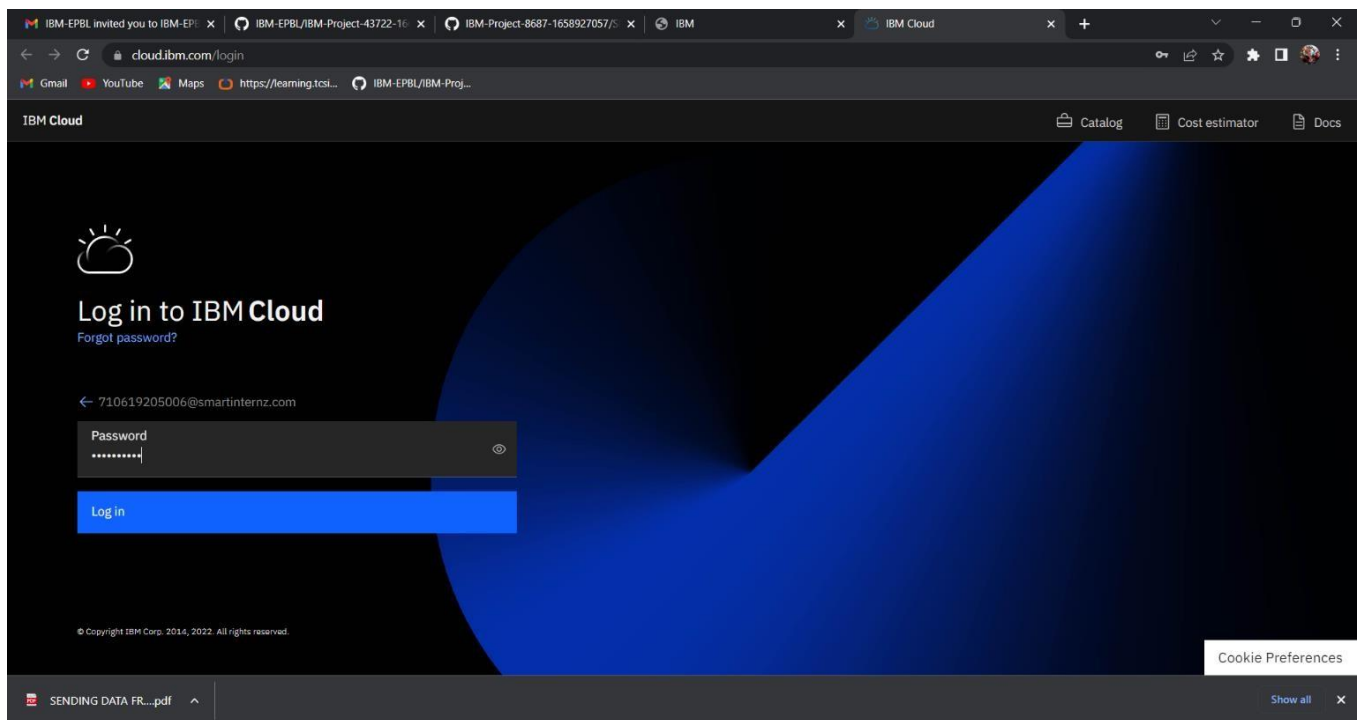 IBM-EPBL invited you to IBM-EPB
IBM-EPBL/IBM-Project-43722-16
IBM-Project-8687-1658927057/S
IBM
IBM Cloud
cloud.ibm.com/login
Gmail
YouTube
Maps
https://learning.tcsi...
IBM-EPBL/IBM-Proj...
IBM Cloud
Catalog
Cost estimator
Docs
Log in to IBM Cloud
Forgot password?
← 710619205006@smartinternz.com
Password
••••••••••
Log in
© Copyright IBM Corp. 2014, 2022. All rights reserved.
Cookie Preferences
SENDING DATA FR....pdf
Show all